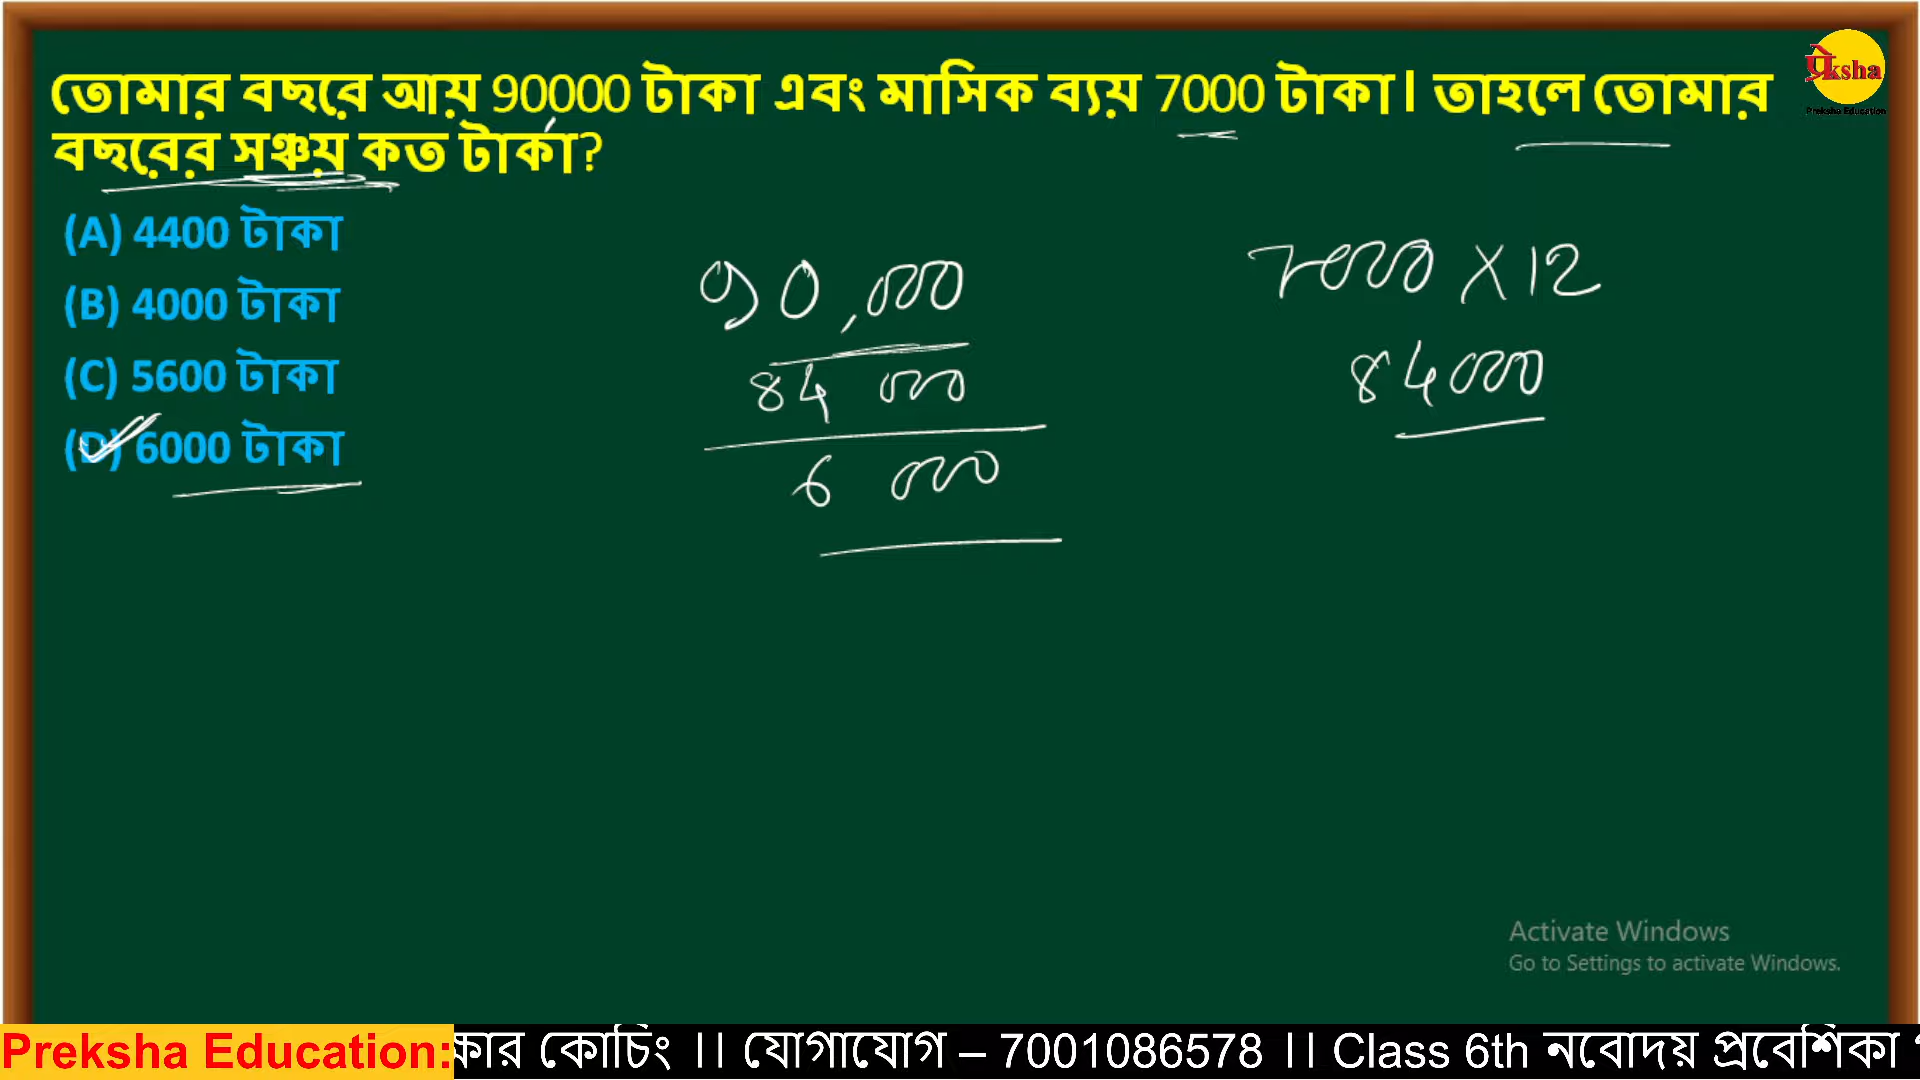 তোমার বছরে আয় 90000 টাকা এবং মাসিক ব্যয় 7000 টাকা। তাহলে তোমার
বছরের সঞ্চয় কত টাকা?
(A) 4400 টাকা
(B) 4000 টাকা
(C) 5600 টাকা
(D) 6000 টাকা
90,000
84 000
6 000
7000 X 12
84000
प्रेksha
Preksha Education
Activate Windows
Go to Settings to activate Windows.
Preksha Education: ক্ষার কোচিং ।। যোগাযোগ – 7001086578 ।। Class 6th নবোদয় প্রবেশিকা